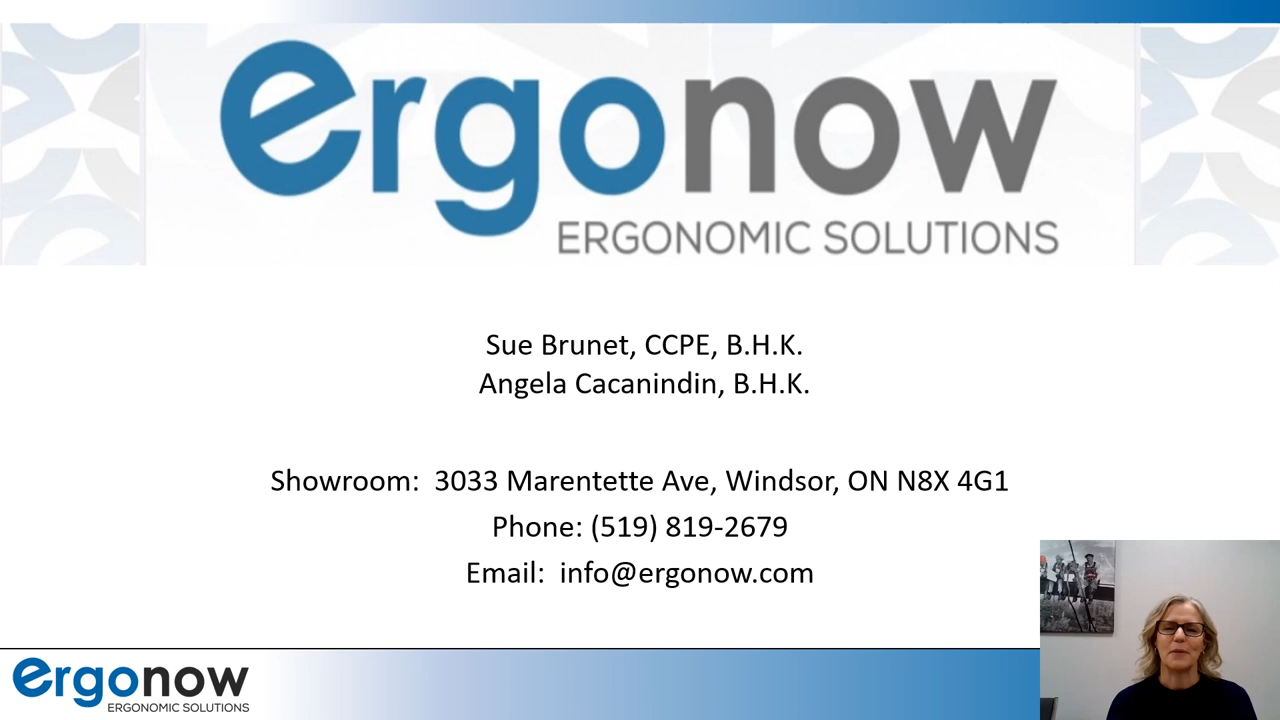 ergonow
ERGONOMIC SOLUTIONS
Sue Brunet, CCPE, B.H.K.
Angela Cacanindin, B.H.K.
Showroom:  3033 Marentette Ave, Windsor, ON N8X 4G1
Phone: (519) 819-2679
Email:  info@ergonow.com
ergonow
ERGONOMIC SOLUTIONS